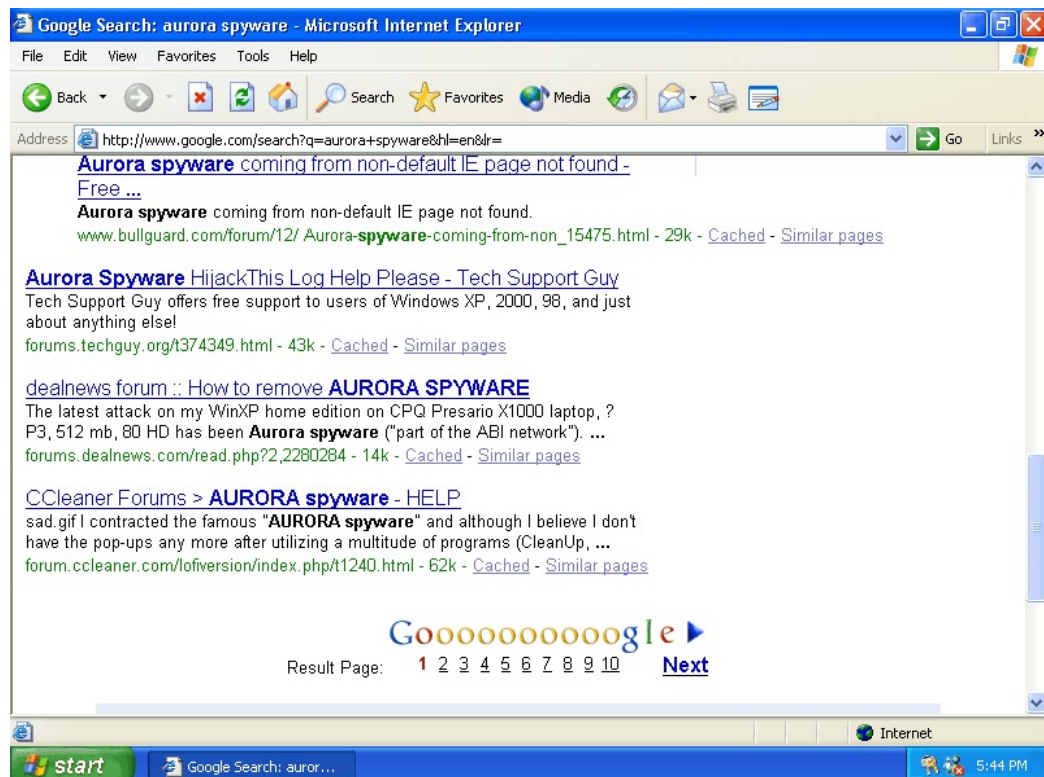 Google Search: aurora spyware - Microsoft Internet Explorer
File Edit View Favorites Tools Help
Back Search Favorites Media
Address http://www.google.com/search?q=aurora+spyware&hl=en&lr= Go Links »
Aurora spyware coming from non-default IE page not found -
Free ...
Aurora spyware coming from non-default IE page not found.
www.bullguard.com/forum/12/ Aurora-spyware-coming-from-non_15475.html - 29k - Cached - Similar pages
Aurora Spyware HijackThis Log Help Please - Tech Support Guy
Tech Support Guy offers free support to users of Windows XP, 2000, 98, and just
about anything else!
forums.techguy.org/t374349.html - 43k - Cached - Similar pages
dealnews forum :: How to remove AURORA SPYWARE
The latest attack on my WinXP home edition on CPQ Presario X1000 laptop, ?
P3, 512 mb, 80 HD has been Aurora spyware ("part of the ABI network"). ...
forums.dealnews.com/read.php?2,2280284 - 14k - Cached - Similar pages
CCleaner Forums > AURORA spyware - HELP
sad.gif I contracted the famous "AURORA spyware" and although I believe I don't
have the pop-ups any more after utilizing a multitude of programs (CleanUp, ...
forum.ccleaner.com/lofiversion/index.php/t1240.html - 62k - Cached - Similar pages
Goooooooooogle
Result Page: 1 2 3 4 5 6 7 8 9 10 Next
Internet
start Google Search: auror... 5:44 PM